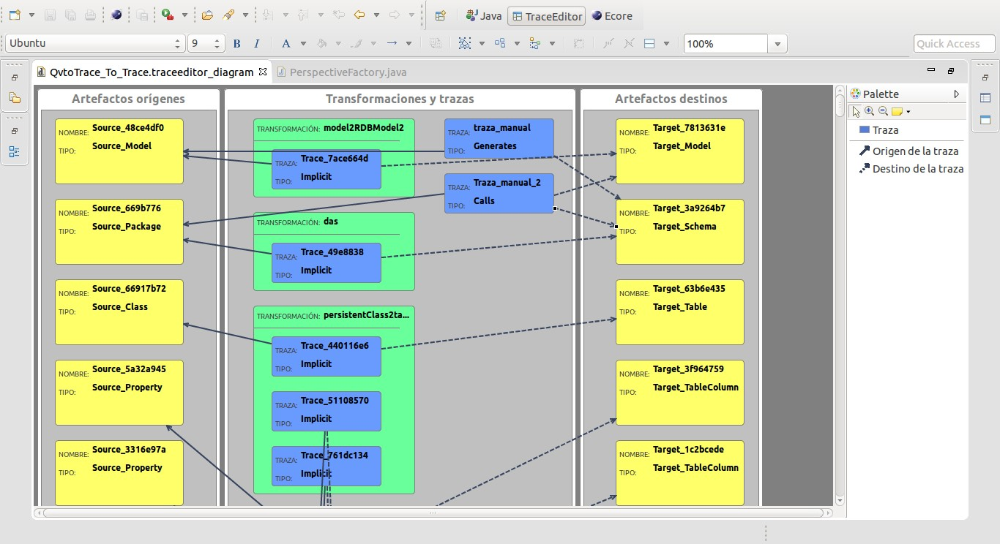 Java
TraceEditor
Ecore
Ubuntu
9
B
I
A
100%
Quick Access
QvtoTrace_To_Trace.traceeditor_diagram
PerspectiveFactory.java
Artefactos orígenes
Transformaciones y trazas
Artefactos destinos
NOMBRE: Source_48ce4df0
TIPO: Source_Model
NOMBRE: Source_669b776
TIPO: Source_Package
NOMBRE: Source_66917b72
TIPO: Source_Class
NOMBRE: Source_5a32a945
TIPO: Source_Property
NOMBRE: Source_3316e97a
TIPO: Source_Property
TRANSFORMACIÓN: model2RDBModel2
TRAZA: Trace_7ace664d
TIPO: Implicit
TRANSFORMACIÓN: das
TRAZA: Trace_49e8838
TIPO: Implicit
TRANSFORMACIÓN: persistentClass2ta...
TRAZA: Trace_440116e6
TIPO: Implicit
TRAZA: Trace_51108570
TIPO: Implicit
TRAZA: Trace_761dc134
TIPO: Implicit
TRAZA: traza_manual
TIPO: Generates
TRAZA: Traza_manual_2
TIPO: Calls
NOMBRE: Target_7813631e
TIPO: Target_Model
NOMBRE: Target_3a9264b7
TIPO: Target_Schema
NOMBRE: Target_63b6e435
TIPO: Target_Table
NOMBRE: Target_3f964759
TIPO: Target_TableColumn
NOMBRE: Target_1c2bcede
TIPO: Target_TableColumn
Palette
Traza
Origen de la traza
Destino de la traza